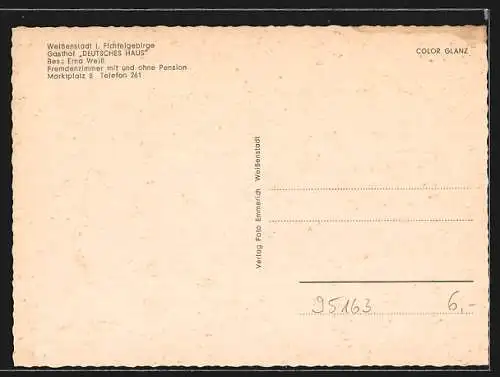 Weißenstadt i. Fichtelgebirge
Gasthof „DEUTSCHES HAUS"
Bes.: Erna Weiß
Fremdenzimmer mit und ohne Pension
Marktplatz 8 Telefon 261
COLOR GLANZ
Verlag Foto Emmerich Weißenstadt
95163
6,-